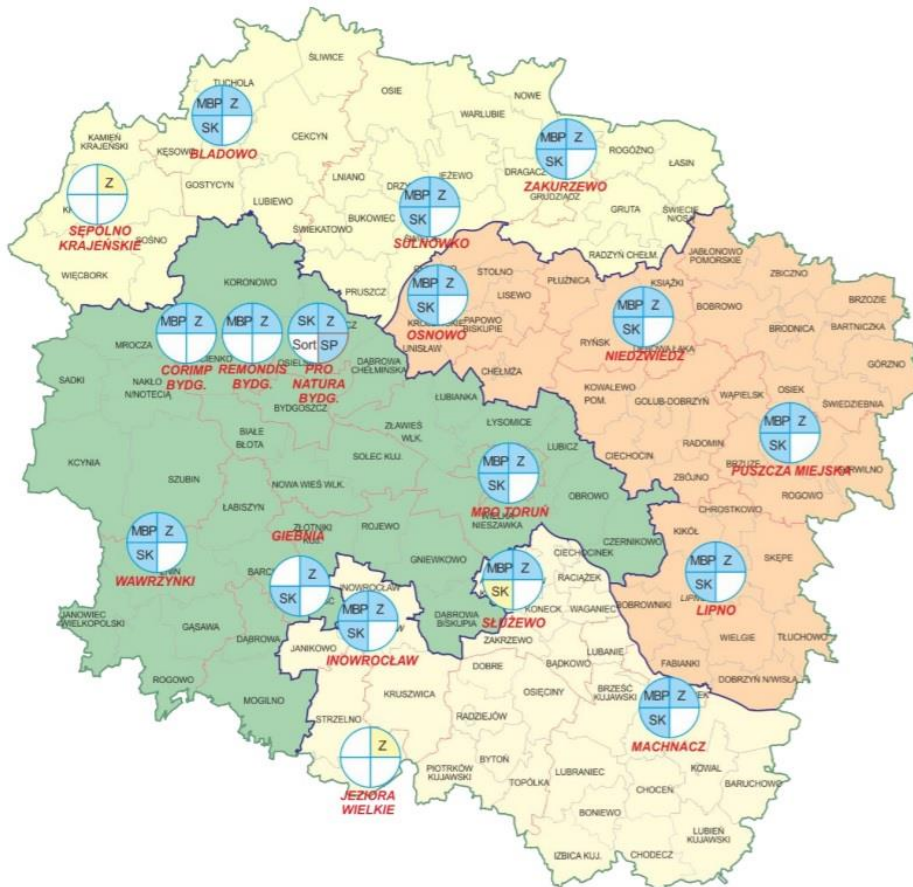 ŚLIWICE
TUCHOLA
OSIE
NOWE
WARLUBIE
MBP Z
SK
BLADOWO
CEKCYN
KAMIEŃ
KRAJEŃSKI
MBP Z
SK
ZAKURZEWO
ROGÓŹNO
ŁASIN
DRAGACZ
GRUDZIĄDZ
GRUTA
RADZYŃ CHEŁM.
Z
SĘPOLNO
KRAJEŃSKIE
SOŚNO
WIĘCBORK
GOSTYCYN
LUBIEWO
LNIANO
BUKOWIEC
ŚWIEKATOWO
PRUSZCZ
MBP Z
SK
SULNÓWKO
JABŁONOWO
POMORSKIE
ZBICZNO
BRZOZIE
BARTNICZKA
BRODNICA
BOBROWO
GÓRZNO
KSIĄŻKI
PŁUŻNICA
STOLNO
LISEWO
PAPOWO
BISKUPIE
UNISŁAW
CHEŁMŻA
MBP Z
SK
OSNOWO
MBP Z
SK
NIEDŹWIEDŹ
RYŃSK
KORONOWO
MROCZA
SADKI
NAKŁO
N/NOTECIĄ
MBP Z
CORIMP
BYDG.
MBP Z
REMONDIS
BYDG.
SK Z
Sort SP
PRO
NATURA
BYDG.
DĄBROWA
CHEŁMIŃSKA
BYDGOSZCZ
BIAŁE
BŁOTA
KOWALEWO
POM.
GOLUB-DOBRZYŃ
WĄPIELSK
OSIEK
ŚWIEDZIEBNIA
RADOMIN
CIECHOCIN
ZBÓJNO
MBP Z
SK
PUSZCZA MIEJSKA
ROGOWO
CHROSTKOWO
ŁUBIANKA
ŁYSOMICE
ZŁAWIEŚ
WLK.
LUBICZ
SOLEC KUJ.
OBROWO
CZERNIKOWO
MBP Z
SK
MPO TORUŃ
WIELKA
NIESZAWKA
KCYNIA
SZUBIN
NOWA WIEŚ WLK.
ŁABISZYN
ROJEWO
GNIEWKOWO
MBP Z
SK
WAWRZYNKI
GIEBNIA
Z
SK
ZŁOTNIKI
KIKÓŁ
SKĘPE
MBP Z
SK
LIPNO
BOBROWNIKI
WIELGIE
TŁUCHOWO
FABIANKI
DOBRZYŃ N/WISŁĄ
CIECHOCINEK
RACIĄŻEK
WAGANIEC
KONECK
MBP Z
SK
SŁUŻEWO
ZAKRZEWO
DĄBROWA
BISKUPIA
INOWROCŁAW
MBP Z
SK
INOWROCŁAW
JANIKOWO
JANOWIEC
WIELKOPOLSKI
GĄSAWA
DĄBROWA
ROGOWO
MOGILNO
STRZELNO
KRUSZWICA
DOBRE
OSIĘCINY
BĄDKOWO
LUBANIE
BRZEŚĆ
KUJAWSKI
RADZIEJÓW
MBP Z
SK
MACHNACZ
Z
JEZIORA
WIELKIE
PIOTRKÓW
KUJAWSKI
BYTOŃ
TOPÓLKA
LUBRANIEC
BONIEWO
CHOCEŃ
KOWAL
BARUCHOWO
LUBIEŃ
KUJAWSKI
IZBICA KUJ.
CHODECZ